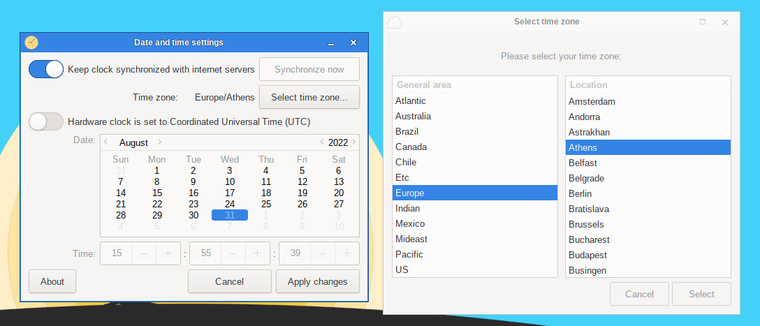 Date and time settings
Keep clock synchronized with internet servers Synchronize now
Time zone: Europe/Athens Select time zone...
Hardware clock is set to Coordinated Universal Time (UTC)
Date: August 2022
Sun Mon Tue Wed Thu Fri Sat
31 1 2 3 4 5 6
7 8 9 10 11 12 13
14 15 16 17 18 19 20
21 22 23 24 25 26 27
28 29 30 31 1 2 3
4 5 6 7 8 9 10
Time: 15 : 55 : 39
About Cancel Apply changes
Select time zone
Please select your time zone:
General area
Atlantic
Australia
Brazil
Canada
Chile
Etc
Europe
Indian
Mexico
Mideast
Pacific
US
Location
Amsterdam
Andorra
Astrakhan
Athens
Belfast
Belgrade
Berlin
Bratislava
Brussels
Bucharest
Budapest
Busingen
Cancel Select